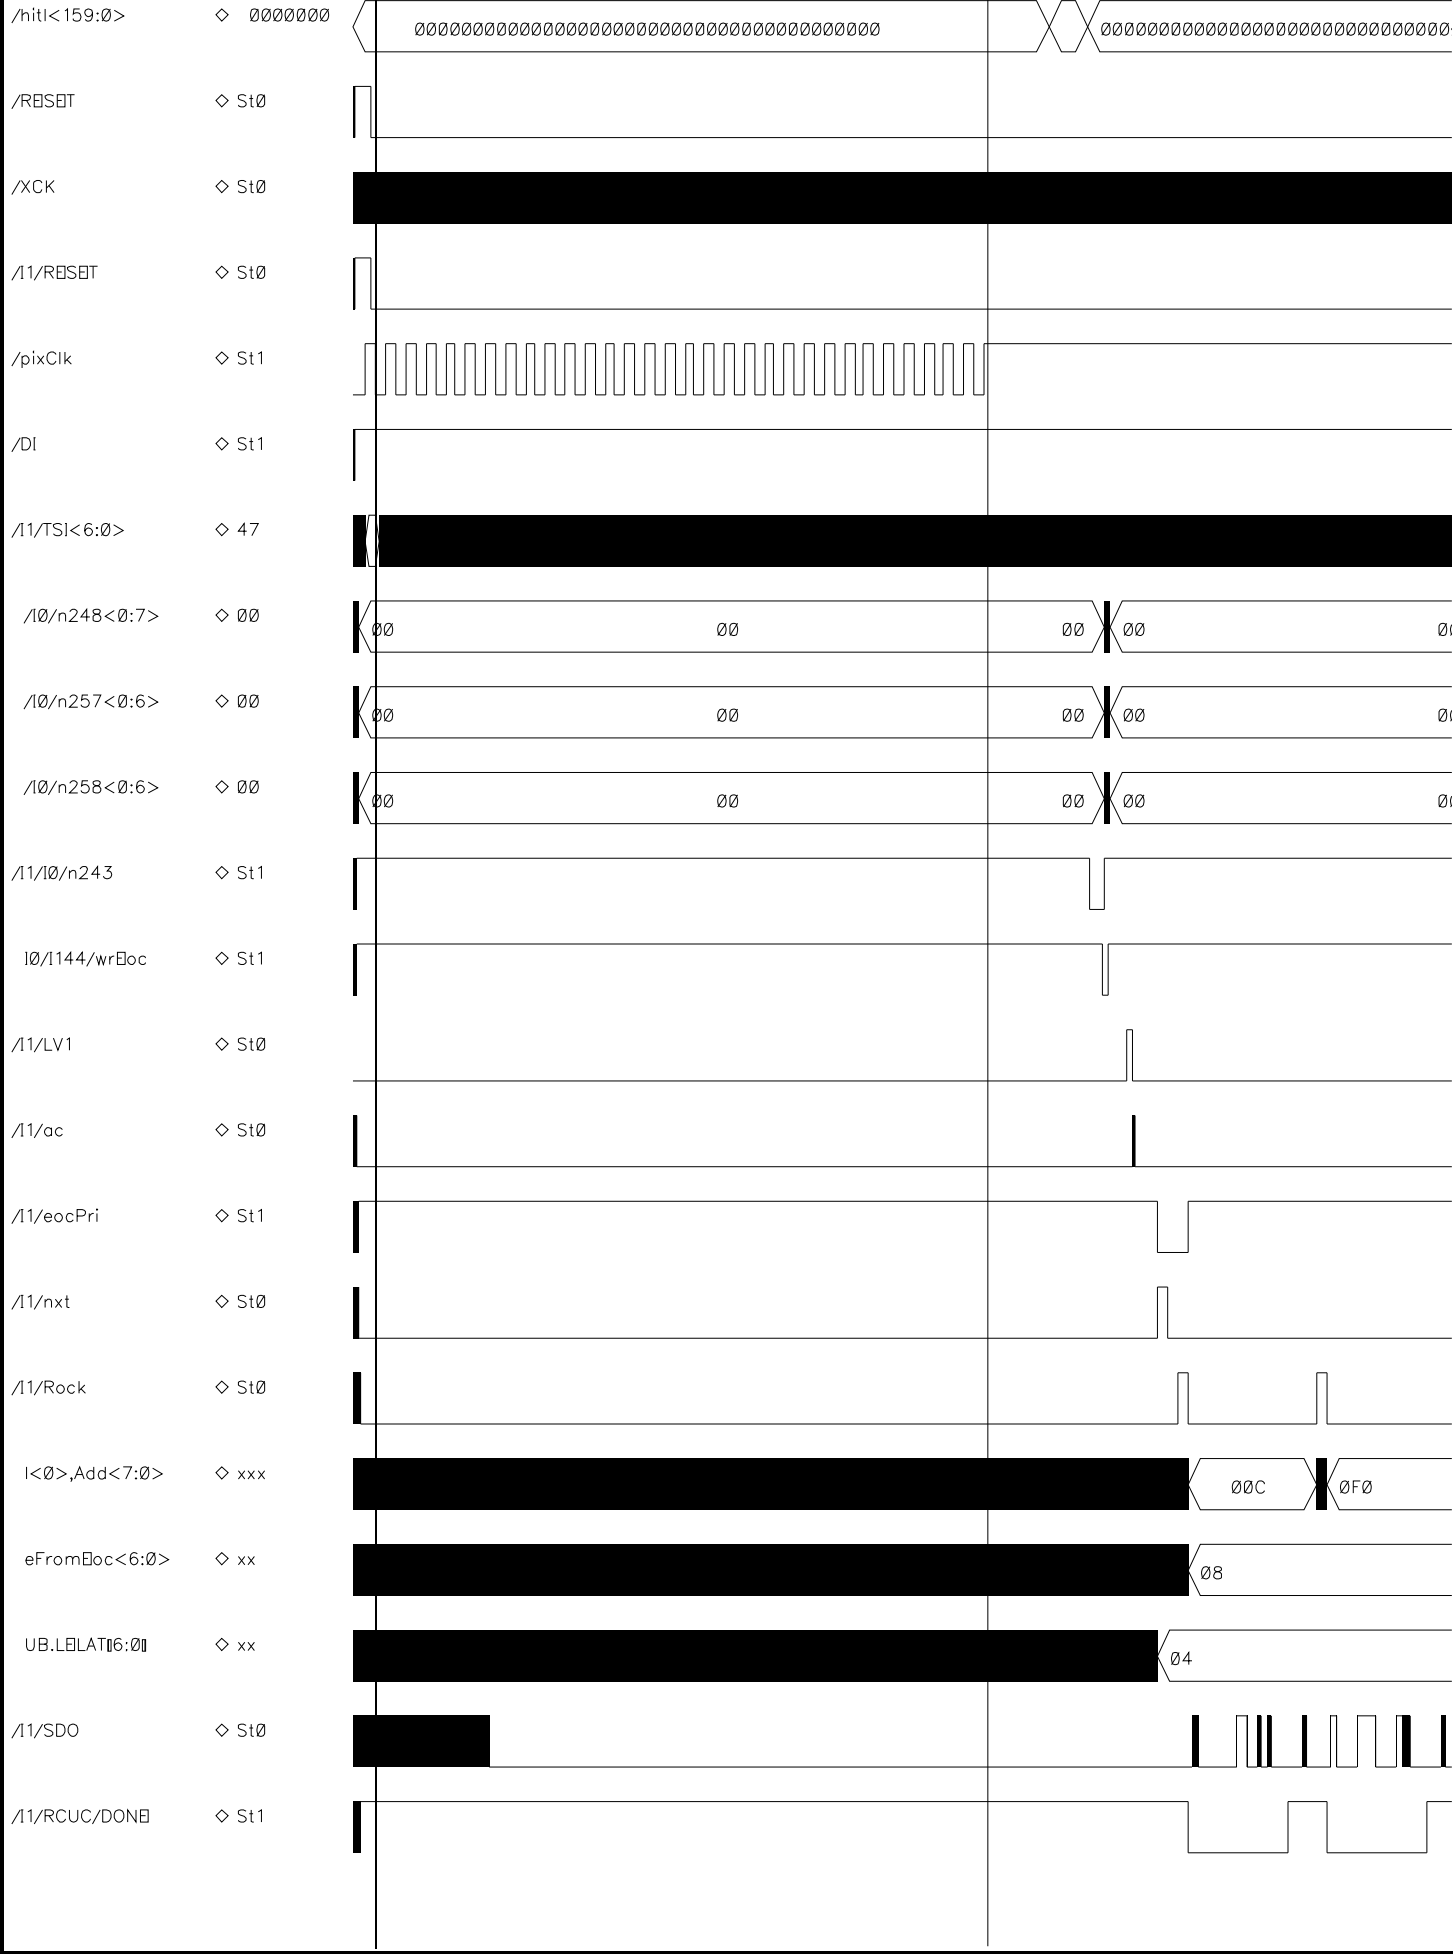 /hitI<159:0> ◇ 0000000 0000000000000000000000000000000000000000 000000000000000000000000000000
/RESET ◇ St0
/XCK ◇ St0
/I1/RESET ◇ St0
/pixClk ◇ St1
/DI ◇ St1
/I1/TSI<6:0> ◇ 47
/I0/n248<0:7> ◇ 00 00 00 00 00 00
/I0/n257<0:6> ◇ 00 00 00 00 00 00
/I0/n258<0:6> ◇ 00 00 00 00 00 00
/I1/I0/n243 ◇ St1
I0/I144/wrEoc ◇ St1
/I1/LV1 ◇ St0
/I1/ac ◇ St0
/I1/eocPri ◇ St1
/I1/nxt ◇ St0
/I1/Rock ◇ St0
l<0>,Add<7:0> ◇ xxx 00C 0F0
eFromEoc<6:0> ◇ xx 08
UB.LELAT[6:0] ◇ xx 04
/I1/SDO ◇ St0
/I1/RCUC/DONE ◇ St1